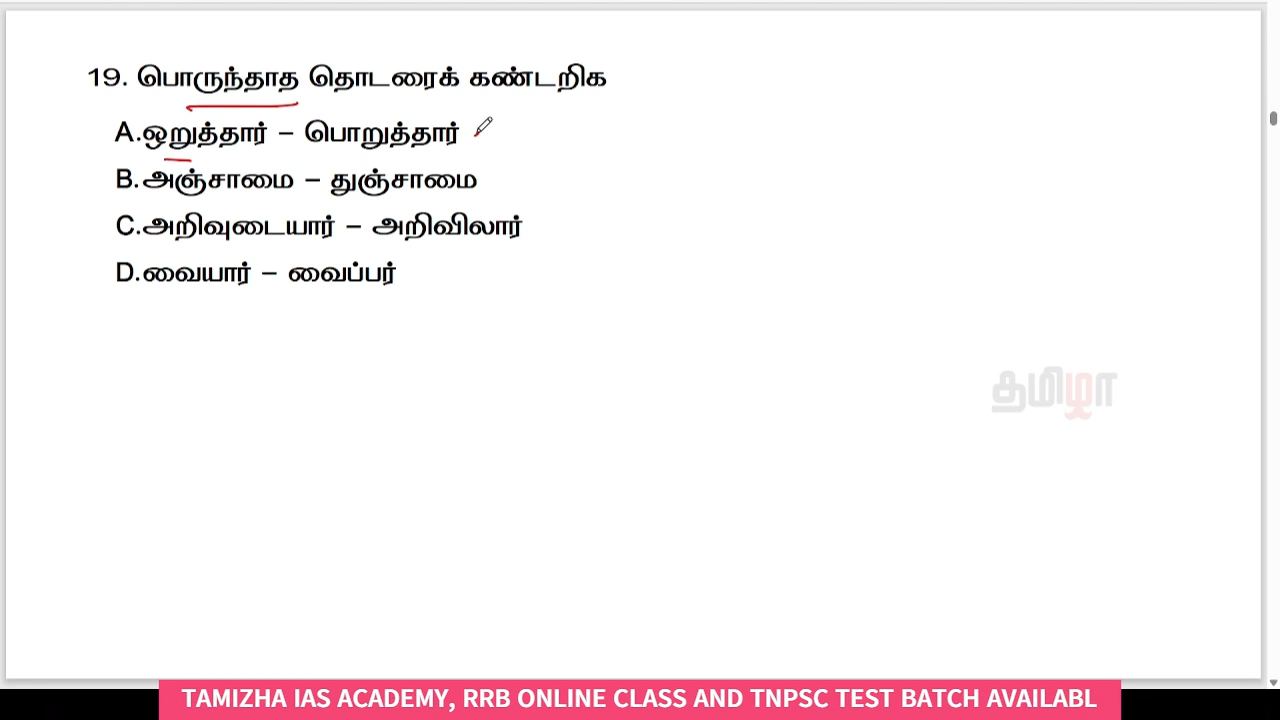 19. பொருந்தாத தொடரைக் கண்டறிக
A.ஒறுத்தார் – பொறுத்தார்
B.அஞ்சாமை – துஞ்சாமை
C.அறிவுடையார் – அறிவிலார்
D.வையார் – வைப்பர்
தமிழா
TAMIZHA IAS ACADEMY, RRB ONLINE CLASS AND TNPSC TEST BATCH AVAILABL